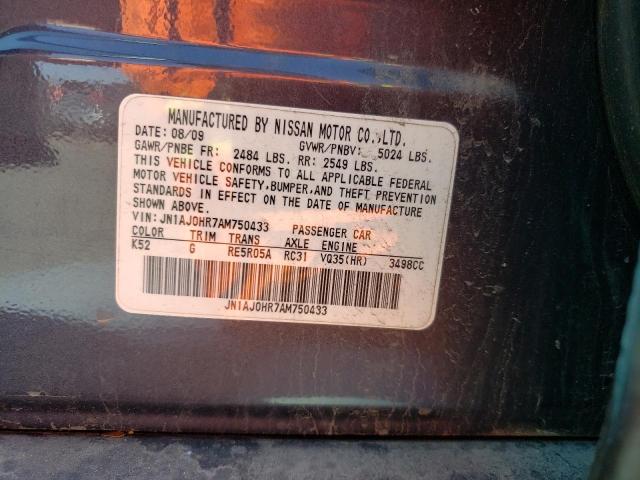 MANUFACTURED BY NISSAN MOTOR CO.,LTD.
DATE: 08/09 GVWR/PNBV: 5024 LBS.
GAWR/PNBE FR: 2484 LBS. RR: 2549 LBS.
THIS VEHICLE CONFORMS TO ALL APPLICABLE FEDERAL
MOTOR VEHICLE SAFETY,BUMPER,AND THEFT PREVENTION
STANDARDS IN EFFECT ON THE DATE OF MANUFACTURE
SHOWN ABOVE.
VIN: JN1AJ0HR7AM750433 PASSENGER CAR
COLOR TRIM TRANS AXLE ENGINE
K52 G RE5R05A RC31 VQ35(HR) 3498CC
JN1AJ0HR7AM750433